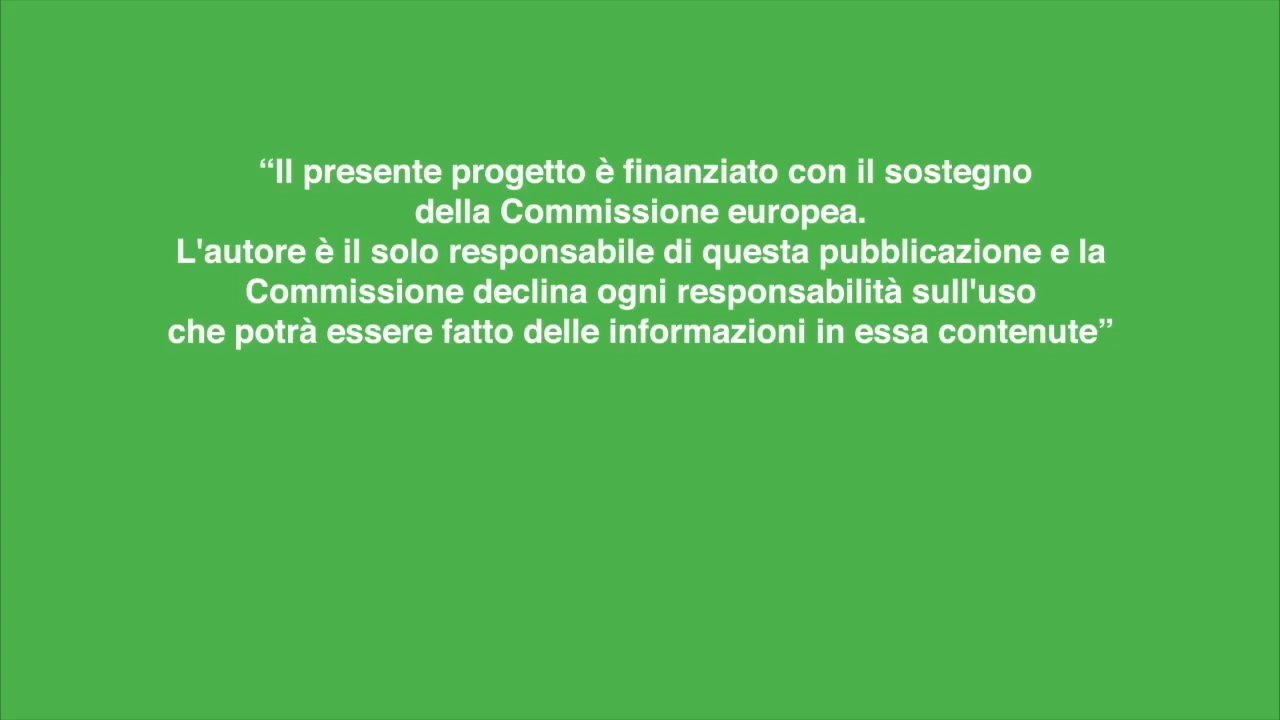 “Il presente progetto è finanziato con il sostegno
della Commissione europea.
L'autore è il solo responsabile di questa pubblicazione e la
Commissione declina ogni responsabilità sull'uso
che potrà essere fatto delle informazioni in essa contenute”